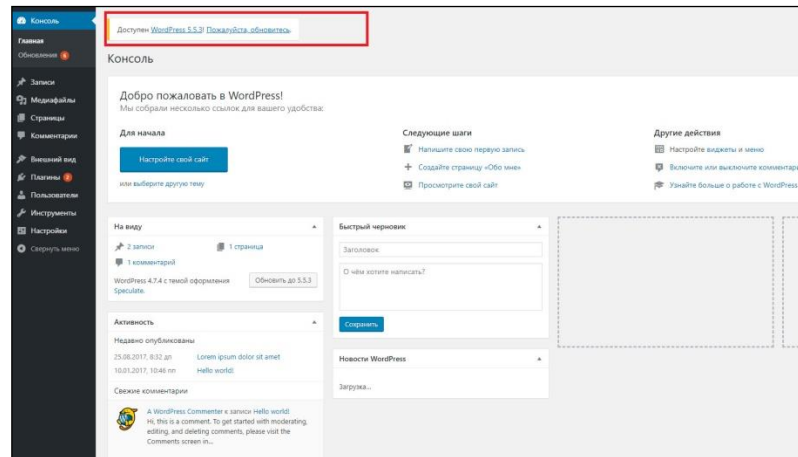 Консоль
Главная
Обновления 6
Записи
Медиафайлы
Страницы
Комментарии
Внешний вид
Плагины 2
Пользователи
Инструменты
Настройки
Свернуть меню
Доступен WordPress 5.5.3! Пожалуйста, обновитесь.
Консоль
Добро пожаловать в WordPress!
Мы собрали несколько ссылок для вашего удобства:
Для начала
Настройте свой сайт
или выберите другую тему
Следующие шаги
Напишите свою первую запись
Создайте страницу «Обо мне»
Просмотрите свой сайт
Другие действия
Настройте виджеты и меню
Включите или выключите комментари
Узнайте больше о работе с WordPress
На виду
2 записи
1 страница
1 комментарий
WordPress 4.7.4 с темой оформления
Speculate.
Обновить до 5.5.3
Активность
Недавно опубликованы
25.08.2017, 8:32 дп Lorem ipsum dolor sit amet
10.01.2017, 10:46 пп Hello world!
Свежие комментарии
A WordPress Commenter к записи Hello world!
Hi, this is a comment. To get started with moderating,
editing, and deleting comments, please visit the
Comments screen in...
Быстрый черновик
Заголовок
О чём хотите написать?
Сохранить
Новости WordPress
Загрузка...